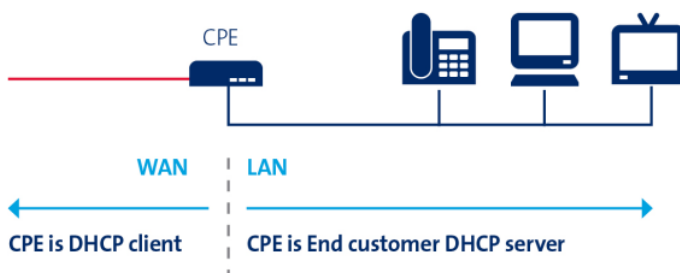 CPE
WAN
LAN
CPE is DHCP client
CPE is End customer DHCP server